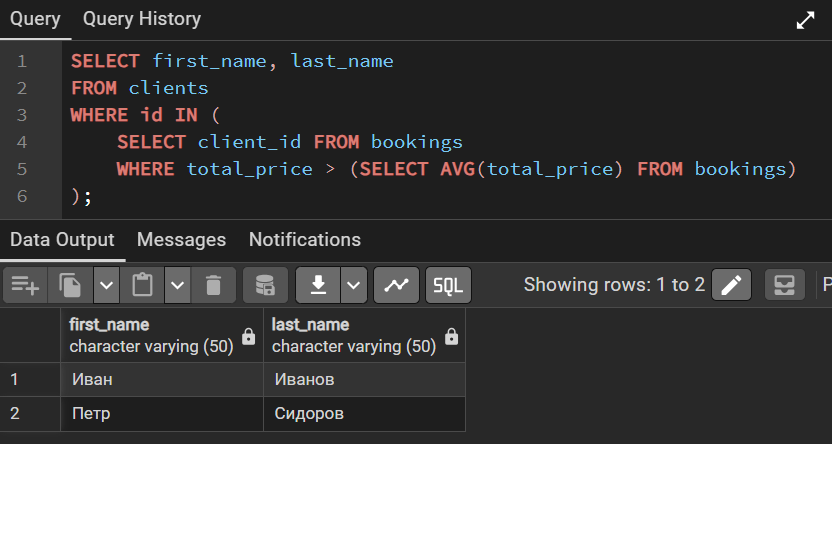 Query Query History
1 SELECT first_name, last_name
2 FROM clients
3 WHERE id IN (
4 SELECT client_id FROM bookings
5 WHERE total_price > (SELECT AVG(total_price) FROM bookings)
6 );
Data Output Messages Notifications
SQL Showing rows: 1 to 2 P
first_name last_name
character varying (50) character varying (50)
1 Иван Иванов
2 Петр Сидоров